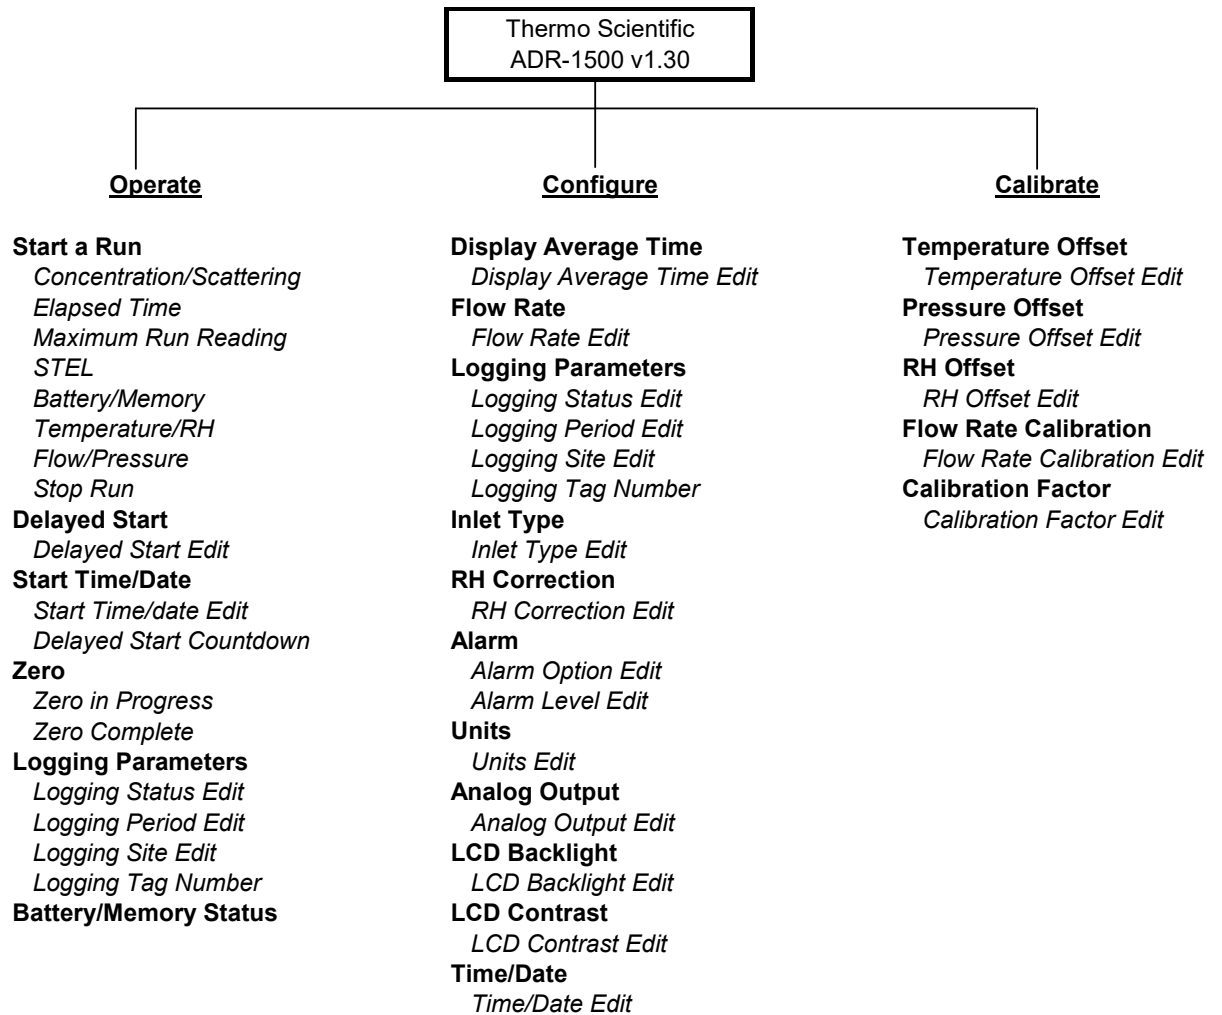 Thermo Scientific
ADR-1500 v1.30
Operate
Start a Run
Concentration/Scattering
Elapsed Time
Maximum Run Reading
STEL
Battery/Memory
Temperature/RH
Flow/Pressure
Stop Run
Delayed Start
Delayed Start Edit
Start Time/Date
Start Time/date Edit
Delayed Start Countdown
Zero
Zero in Progress
Zero Complete
Logging Parameters
Logging Status Edit
Logging Period Edit
Logging Site Edit
Logging Tag Number
Battery/Memory Status
Configure
Display Average Time
Display Average Time Edit
Flow Rate
Flow Rate Edit
Logging Parameters
Logging Status Edit
Logging Period Edit
Logging Site Edit
Logging Tag Number
Inlet Type
Inlet Type Edit
RH Correction
RH Correction Edit
Alarm
Alarm Option Edit
Alarm Level Edit
Units
Units Edit
Analog Output
Analog Output Edit
LCD Backlight
LCD Backlight Edit
LCD Contrast
LCD Contrast Edit
Time/Date
Time/Date Edit
Calibrate
Temperature Offset
Temperature Offset Edit
Pressure Offset
Pressure Offset Edit
RH Offset
RH Offset Edit
Flow Rate Calibration
Flow Rate Calibration Edit
Calibration Factor
Calibration Factor Edit